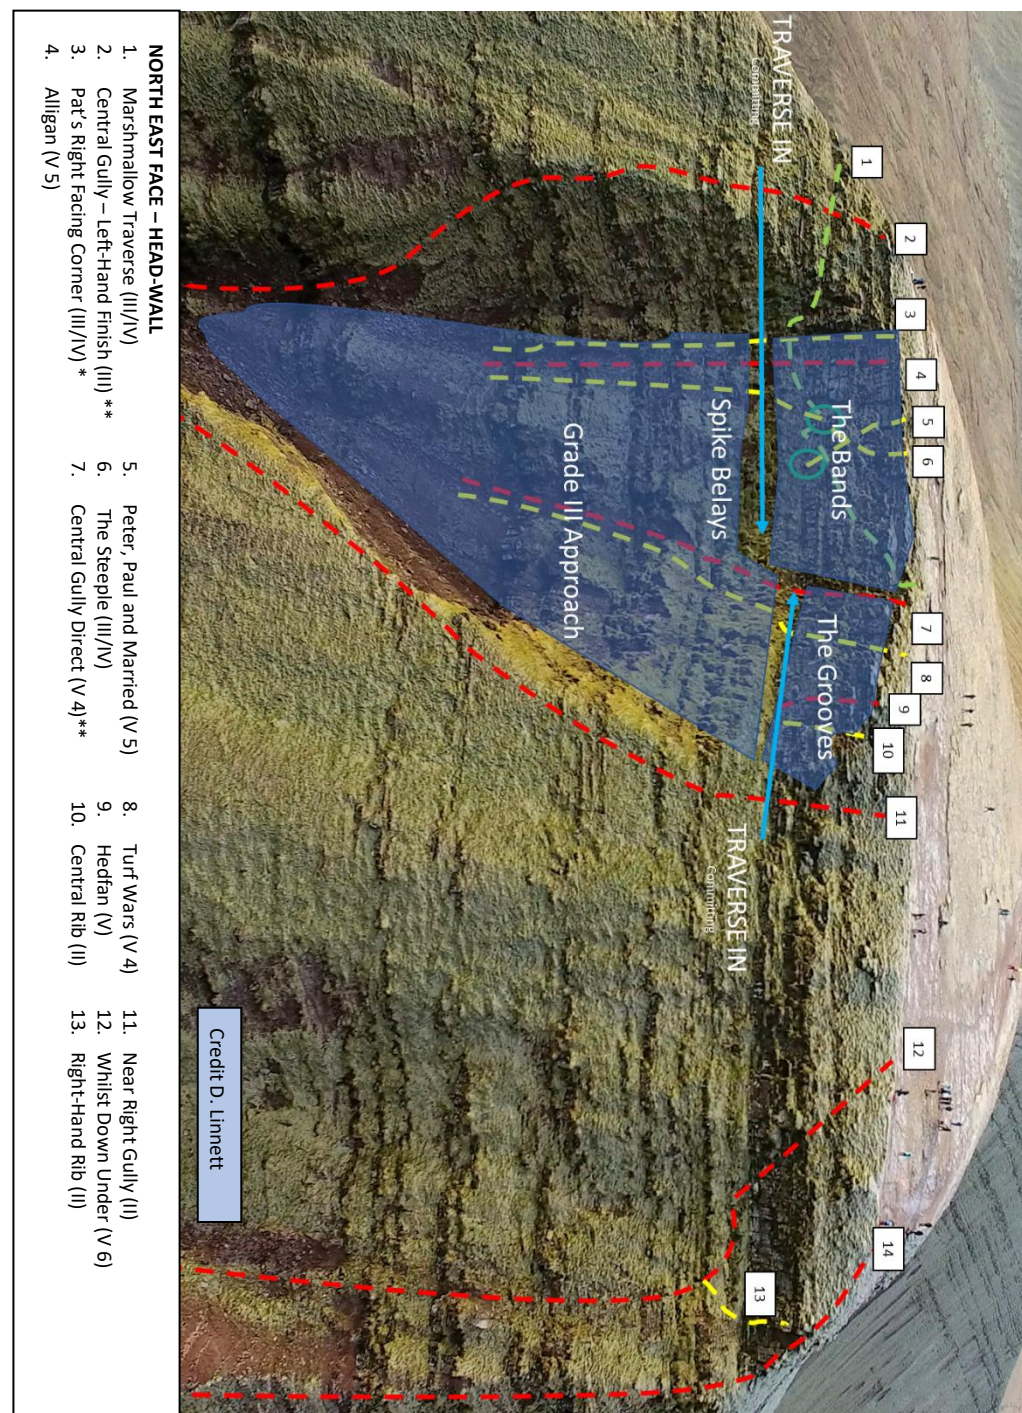 TRAVERSE IN
Committing
1
2
3
4
5
6
7
8
9
10
11
12
13
14
The Bands
The Grooves
Spike Belays
Grade III Approach
TRAVERSE IN
Committing
Credit D. Linnett
NORTH EAST FACE – HEAD-WALL
1. Marshmallow Traverse (III/IV)
2. Central Gully – Left-Hand Finish (III) **
3. Pat's Right Facing Corner (III/IV) *
4. Alligan (V 5)
5. Peter, Paul and Married (V 5)
6. The Steeple (III/IV)
7. Central Gully Direct (V 4)**
8. Turf Wars (V 4)
9. Hedfan (V)
10. Central Rib (II)
11. Near Right Gully (II)
12. Whilst Down Under (V 6)
13. Right-Hand Rib (II)